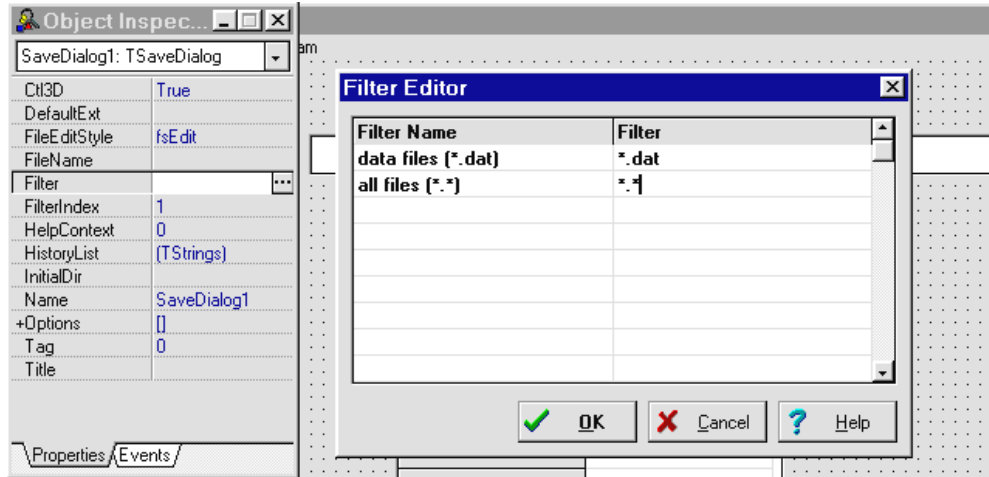 Object Inspec...
SaveDialog1: TSaveDialog
Ctl3D True
DefaultExt
FileEditStyle fsEdit
FileName
Filter
FilterIndex 1
HelpContext 0
HistoryList (TStrings)
InitialDir
Name SaveDialog1
+Options []
Tag 0
Title
Properties Events
am
Filter Editor
Filter Name Filter
data files (*.dat) *.dat
all files (*.*) *.*
OK Cancel Help